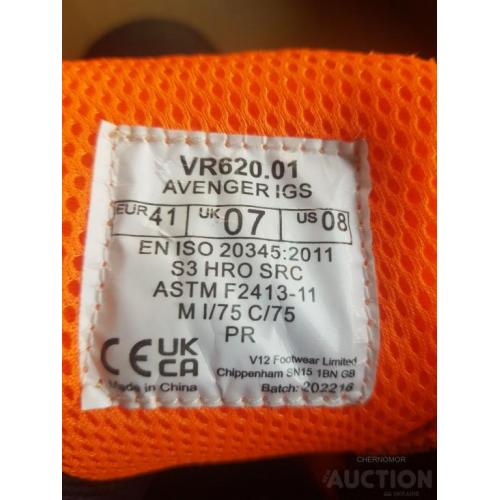 VR620.01
AVENGER IGS
EUR 41 UK 07 US 08
EN ISO 20345:2011
S3 HRO SRC
ASTM F2413-11
M I/75 C/75
PR
CE UK CA
V12 Footwear Limited
Chippenham SN15 1BN GB
Made in China
Batch: 202216
CHERNOMOR
AUCTION